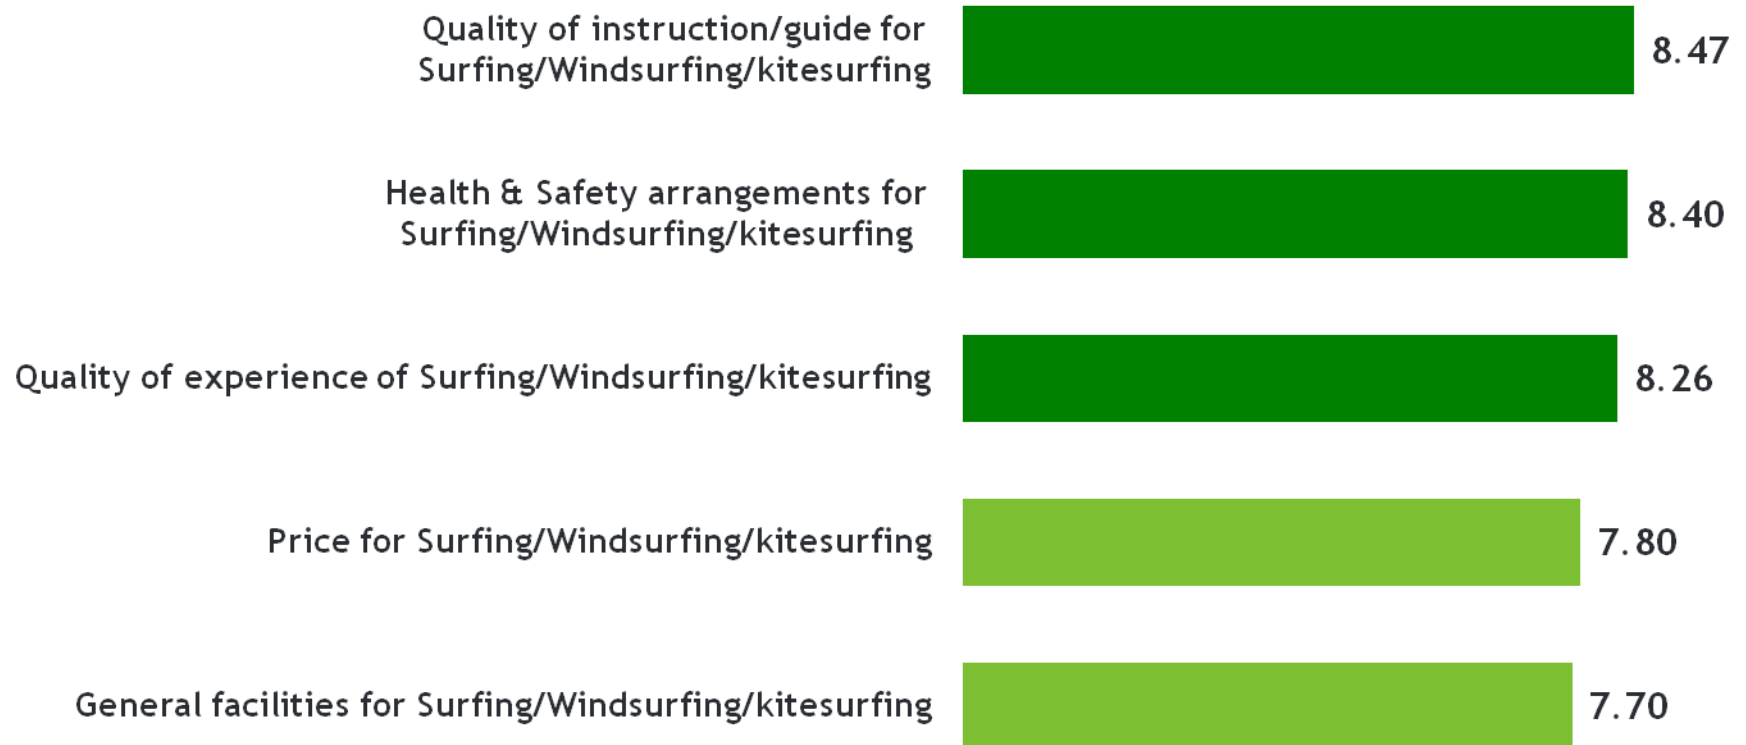 Quality of instruction/guide for
Surfing/Windsurfing/kitesurfing
8.47
Health & Safety arrangements for
Surfing/Windsurfing/kitesurfing
8.40
Quality of experience of Surfing/Windsurfing/kitesurfing
8.26
Price for Surfing/Windsurfing/kitesurfing
7.80
General facilities for Surfing/Windsurfing/kitesurfing
7.70